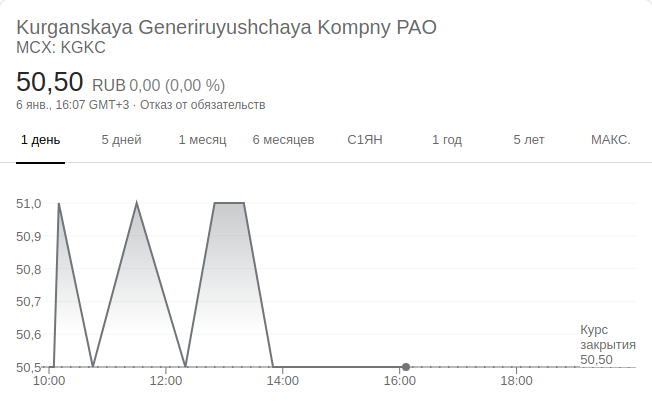 Kurganskaya Generiruyushchaya Kompny PAO
MCX: KGKC
50,50 RUB 0,00 (0,00 %)
6 янв., 16:07 GMT+3 · Отказ от обязательств
1 день 5 дней 1 месяц 6 месяцев С1ЯН 1 год 5 лет МАКС.
51,0
50,9
50,8
50,7
50,6
50,5
Курс
закрытия
50,50
10:00 12:00 14:00 16:00 18:00